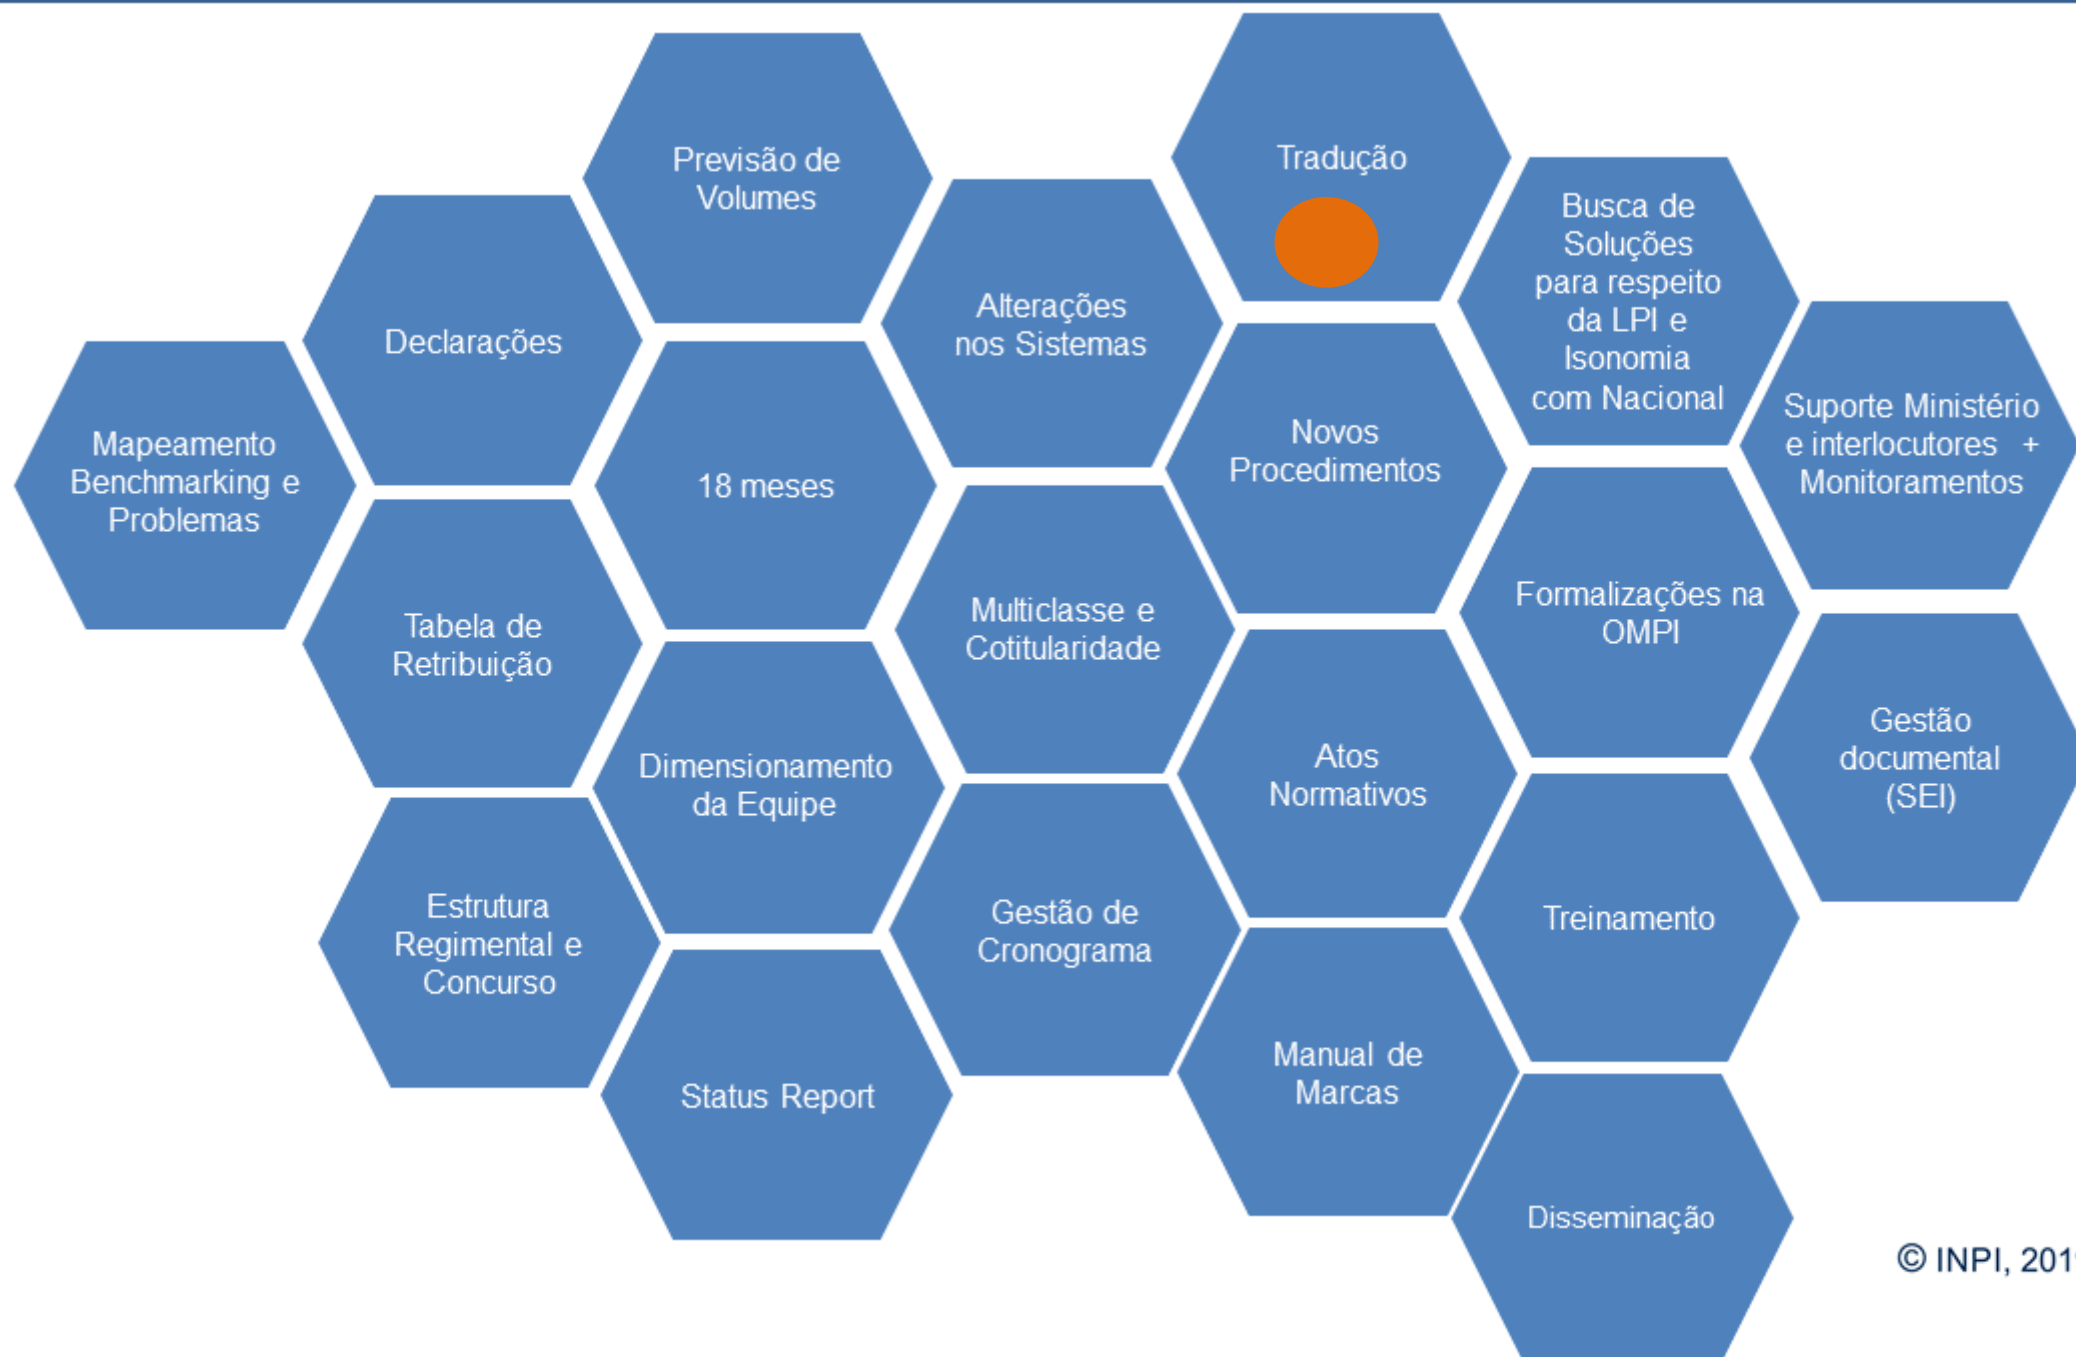 Previsão de
Volumes
Tradução
Busca de
Soluções
para respeito
da LPI e
Isonomia
com Nacional
Declarações
Alterações
nos Sistemas
Suporte Ministério
e interlocutores +
Monitoramentos
Mapeamento
Benchmarking e
Problemas
18 meses
Novos
Procedimentos
Tabela de
Retribuição
Multiclasse e
Cotitularidade
Formalizações na
OMPI
Gestão
documental
(SEI)
Dimensionamento
da Equipe
Atos
Normativos
Estrutura
Regimental e
Concurso
Gestão de
Cronograma
Treinamento
Status Report
Manual de
Marcas
Disseminação
© INPI, 201